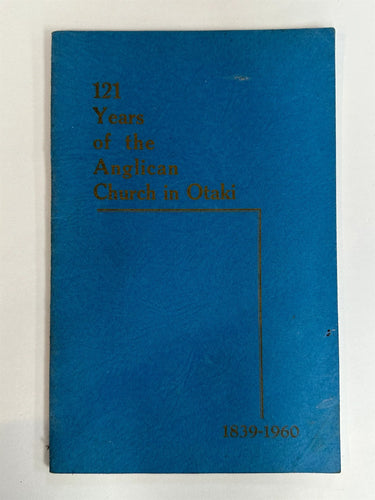 121
Years
of the
Anglican
Church in Otaki
1839-1960